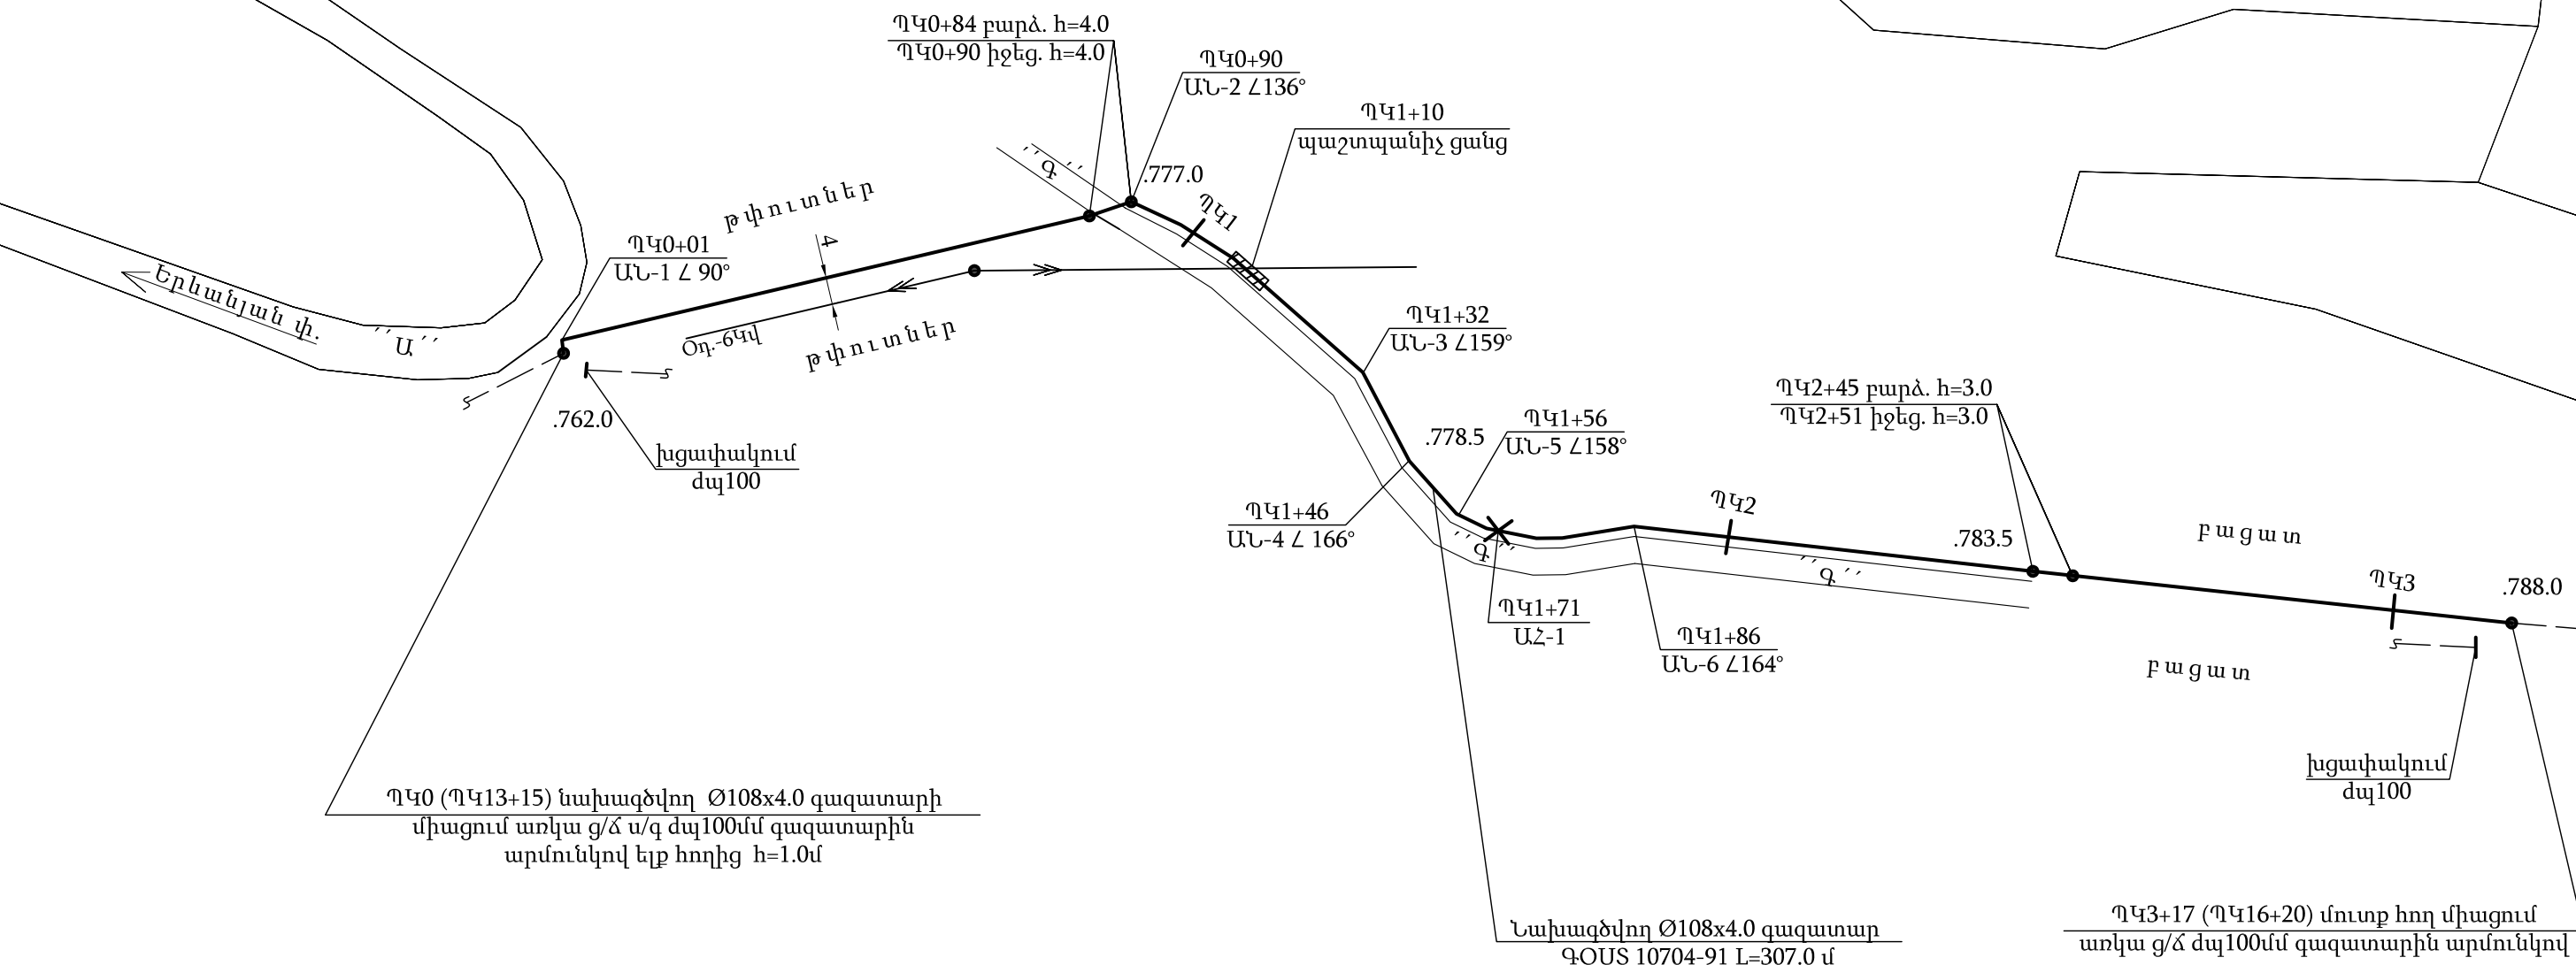 ՊԿ0+84 բարձ. h=4.0
ՊԿ0+90 իջեց. h=4.0
ՊԿ0+90
ԱՆ-2 ∠136°
ՊԿ1+10
պաշտպանիչ ցանց
՛՛Գ՛՛
.777.0
ՊԿ1
թփուտներ
4
ՊԿ0+01
ԱՆ-1 ∠ 90°
Երևանյան փ.
՛՛Ա՛՛
Օդ.-6Կվ
թփուտներ
.762.0
խցափակում
ժպ100
ՊԿ1+32
ԱՆ-3 ∠159°
.778.5
ՊԿ1+56
ԱՆ-5 ∠158°
ՊԿ1+46
ԱՆ-4 ∠ 166°
՛՛Գ՛՛
ՊԿ1+71
ԱՀ-1
ՊԿ2
՛՛Գ՛՛
ՊԿ1+86
ԱՆ-6 ∠164°
ՊԿ2+45 բարձ. h=3.0
ՊԿ2+51 իջեց. h=3.0
.783.5
բացատ
ՊԿ3
.788.0
բացատ
խցափակում
ժպ100
ՊԿ0 (ՊԿ13+15) նախագծվող Ø108x4.0 գազատարի
միացում առկա ց/ճ ս/գ ժպ100մմ գազատարին
արմունկով ելք հողից h=1.0մ
Նախագծվող Ø108x4.0 գազատար
ԳՕՍՏ 10704-91 L=307.0 մ
ՊԿ3+17 (ՊԿ16+20) մուտք հող միացում
առկա ց/ճ ժպ100մմ գազատարին արմունկով